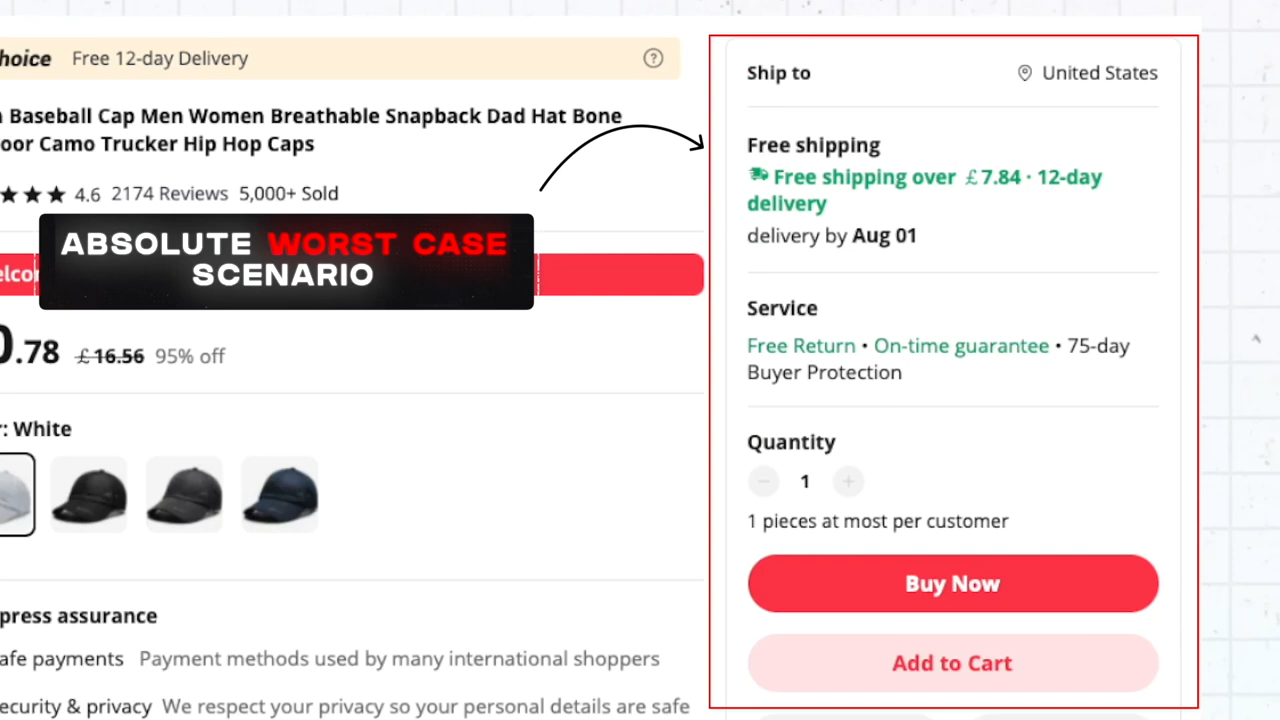 hoice Free 12-day Delivery
Baseball Cap Men Women Breathable Snapback Dad Hat Bone
oor Camo Trucker Hip Hop Caps
4.6 2174 Reviews 5,000+ Sold
ABSOLUTE WORST CASE
SCENARIO
elco
0.78 £16.56 95% off
r: White
press assurance
afe payments Payment methods used by many international shoppers
ecurity & privacy We respect your privacy so your personal details are safe
Ship to United States
Free shipping
Free shipping over £7.84 · 12-day
delivery
delivery by Aug 01
Service
Free Return • On-time guarantee • 75-day
Buyer Protection
Quantity
1
1 pieces at most per customer
Buy Now
Add to Cart